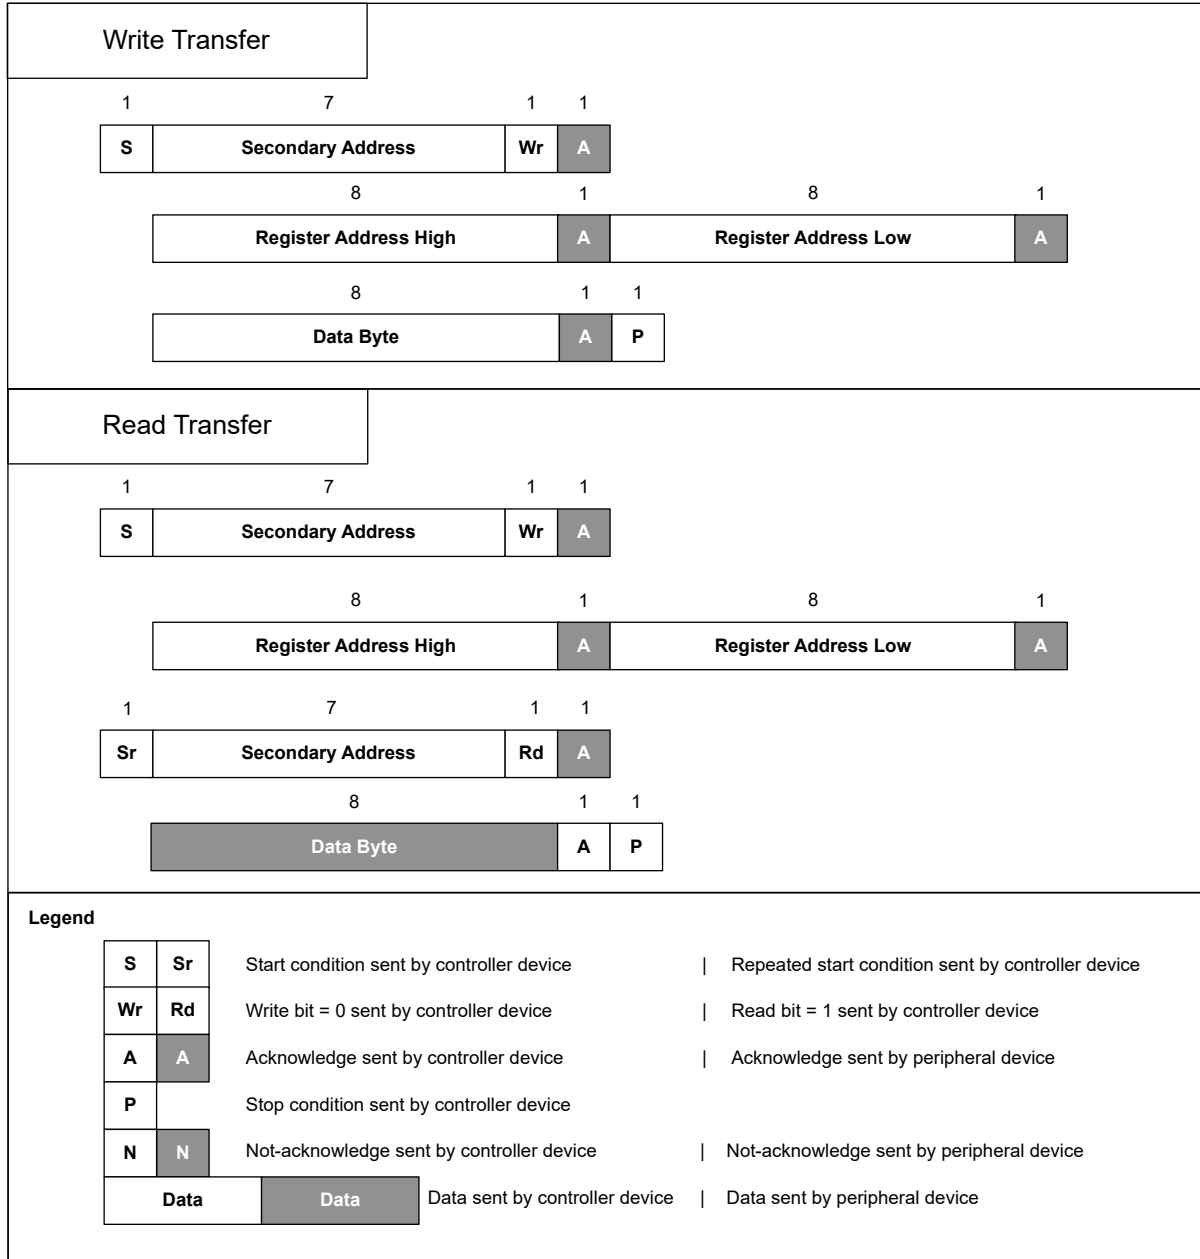 Write Transfer
1 7 1 1
S Secondary Address Wr A
8 1 8 1
Register Address High A Register Address Low A
8 1 1
Data Byte A P
Read Transfer
1 7 1 1
S Secondary Address Wr A
8 1 8 1
Register Address High A Register Address Low A
1 7 1 1
Sr Secondary Address Rd A
8 1 1
Data Byte A P
Legend
S Sr Start condition sent by controller device | Repeated start condition sent by controller device
Wr Rd Write bit = 0 sent by controller device | Read bit = 1 sent by controller device
A A Acknowledge sent by controller device | Acknowledge sent by peripheral device
P Stop condition sent by controller device
N N Not-acknowledge sent by controller device | Not-acknowledge sent by peripheral device
Data Data Data sent by controller device | Data sent by peripheral device